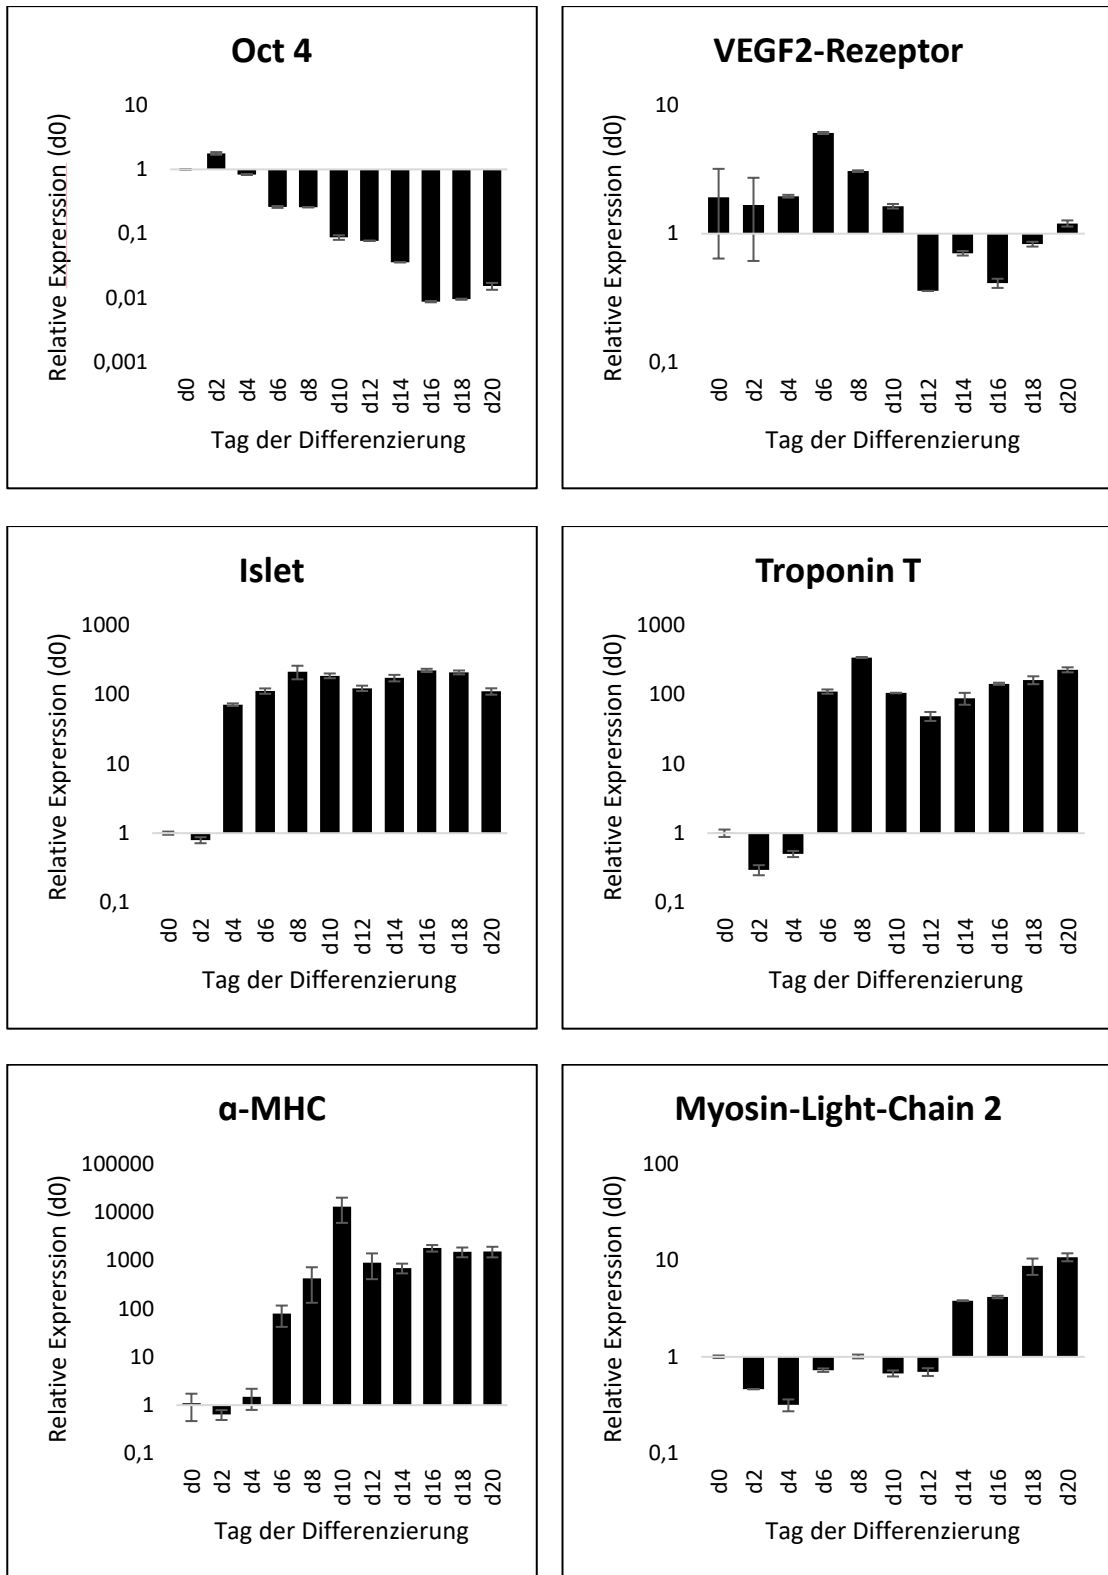 Oct 4
Relative Exprerssion (d0)
10
1
0,1
0,01
0,001
d0 d2 d4 d6 d8 d10 d12 d14 d16 d18 d20
Tag der Differenzierung
VEGF2-Rezeptor
Relative Exprerssion (d0)
10
1
0,1
d0 d2 d4 d6 d8 d10 d12 d14 d16 d18 d20
Tag der Differenzierung
Islet
Relative Exprerssion (d0)
1000
100
10
1
0,1
d0 d2 d4 d6 d8 d10 d12 d14 d16 d18 d20
Tag der Differenzierung
Troponin T
Relative Exprerssion (d0)
1000
100
10
1
0,1
d0 d2 d4 d6 d8 d10 d12 d14 d16 d18 d20
Tag der Differenzierung
α-MHC
Relative Exprerssion (d0)
100000
10000
1000
100
10
1
0,1
d0 d2 d4 d6 d8 d10 d12 d14 d16 d18 d20
Tag der Differenzierung
Myosin-Light-Chain 2
Relative Exprerssion (d0)
100
10
1
0,1
d0 d2 d4 d6 d8 d10 d12 d14 d16 d18 d20
Tag der Differenzierung